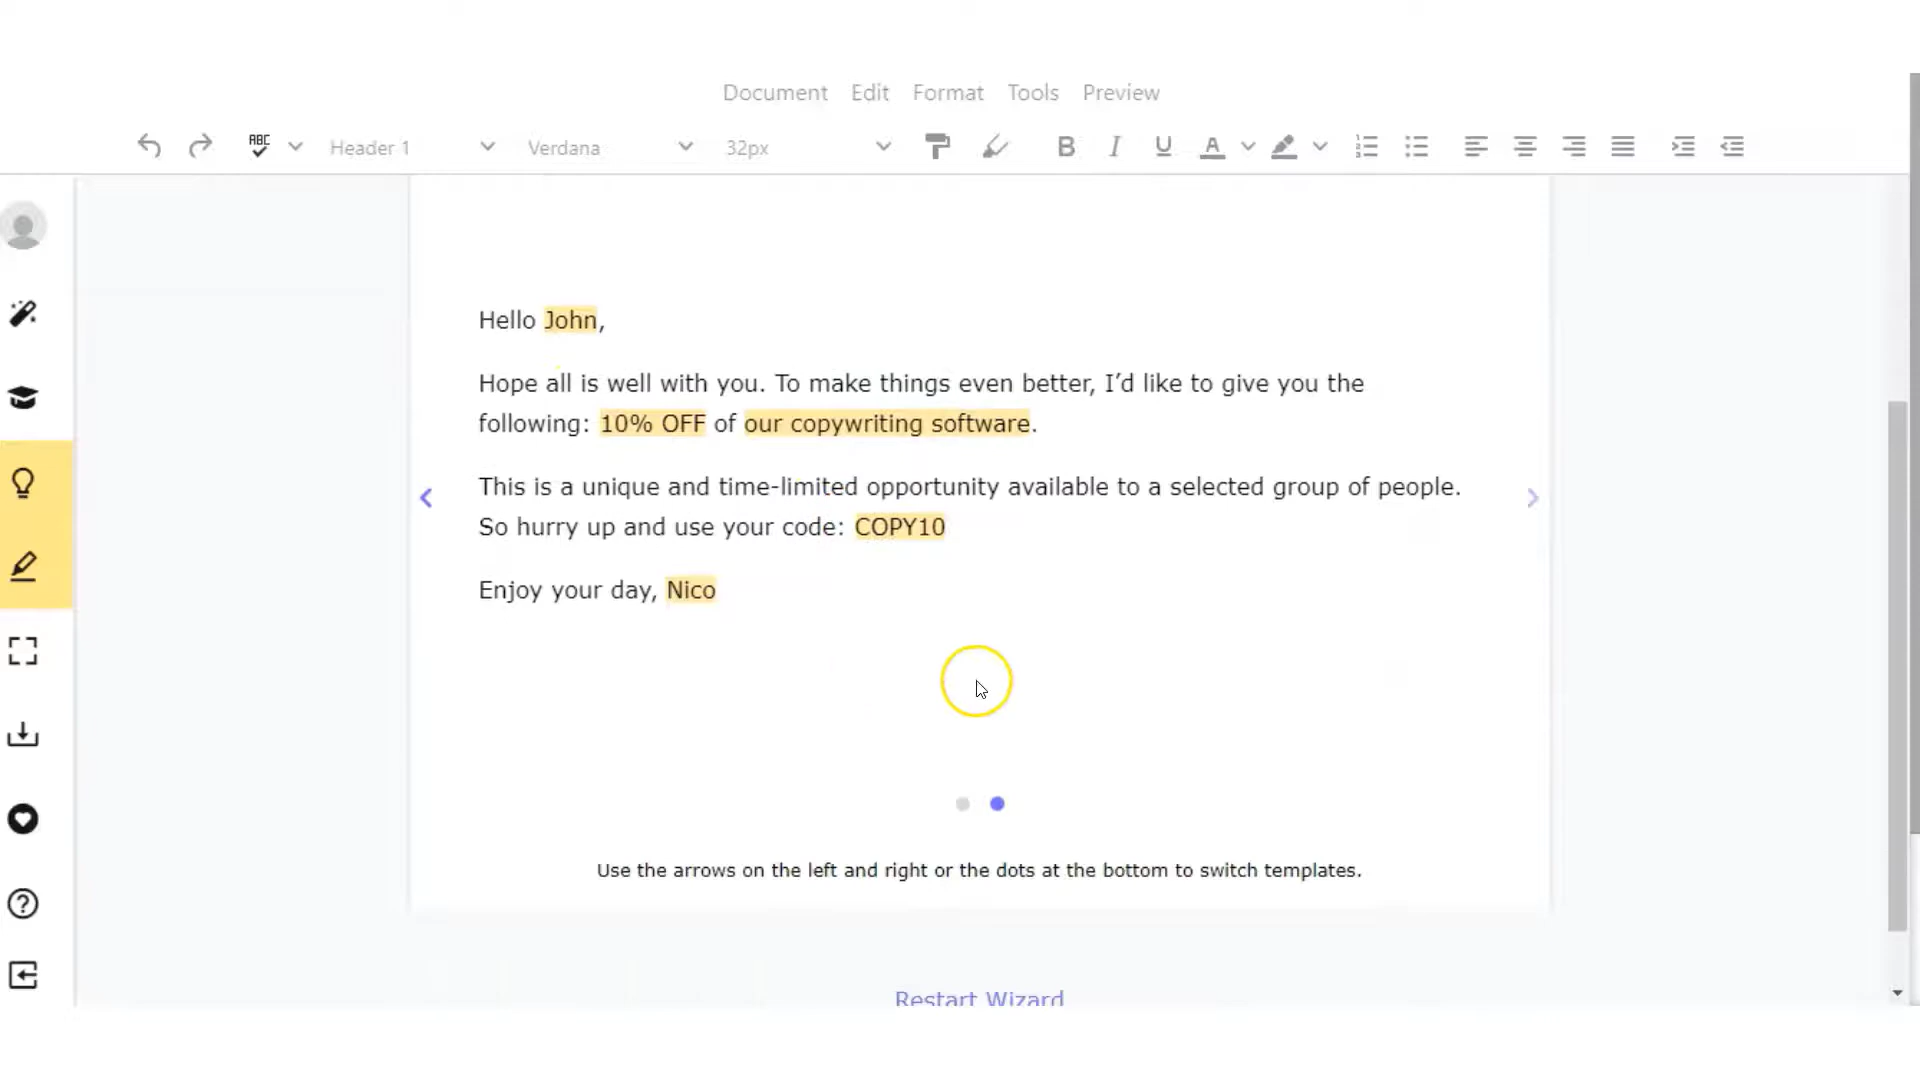 Document Edit Format Tools Preview
ABC Header 1 Verdana 32px B I U A
Hello John,
Hope all is well with you. To make things even better, I’d like to give you the
following: 10% OFF of our copywriting software.
This is a unique and time-limited opportunity available to a selected group of people.
So hurry up and use your code: COPY10
Enjoy your day, Nico
Use the arrows on the left and right or the dots at the bottom to switch templates.
Restart Wizard